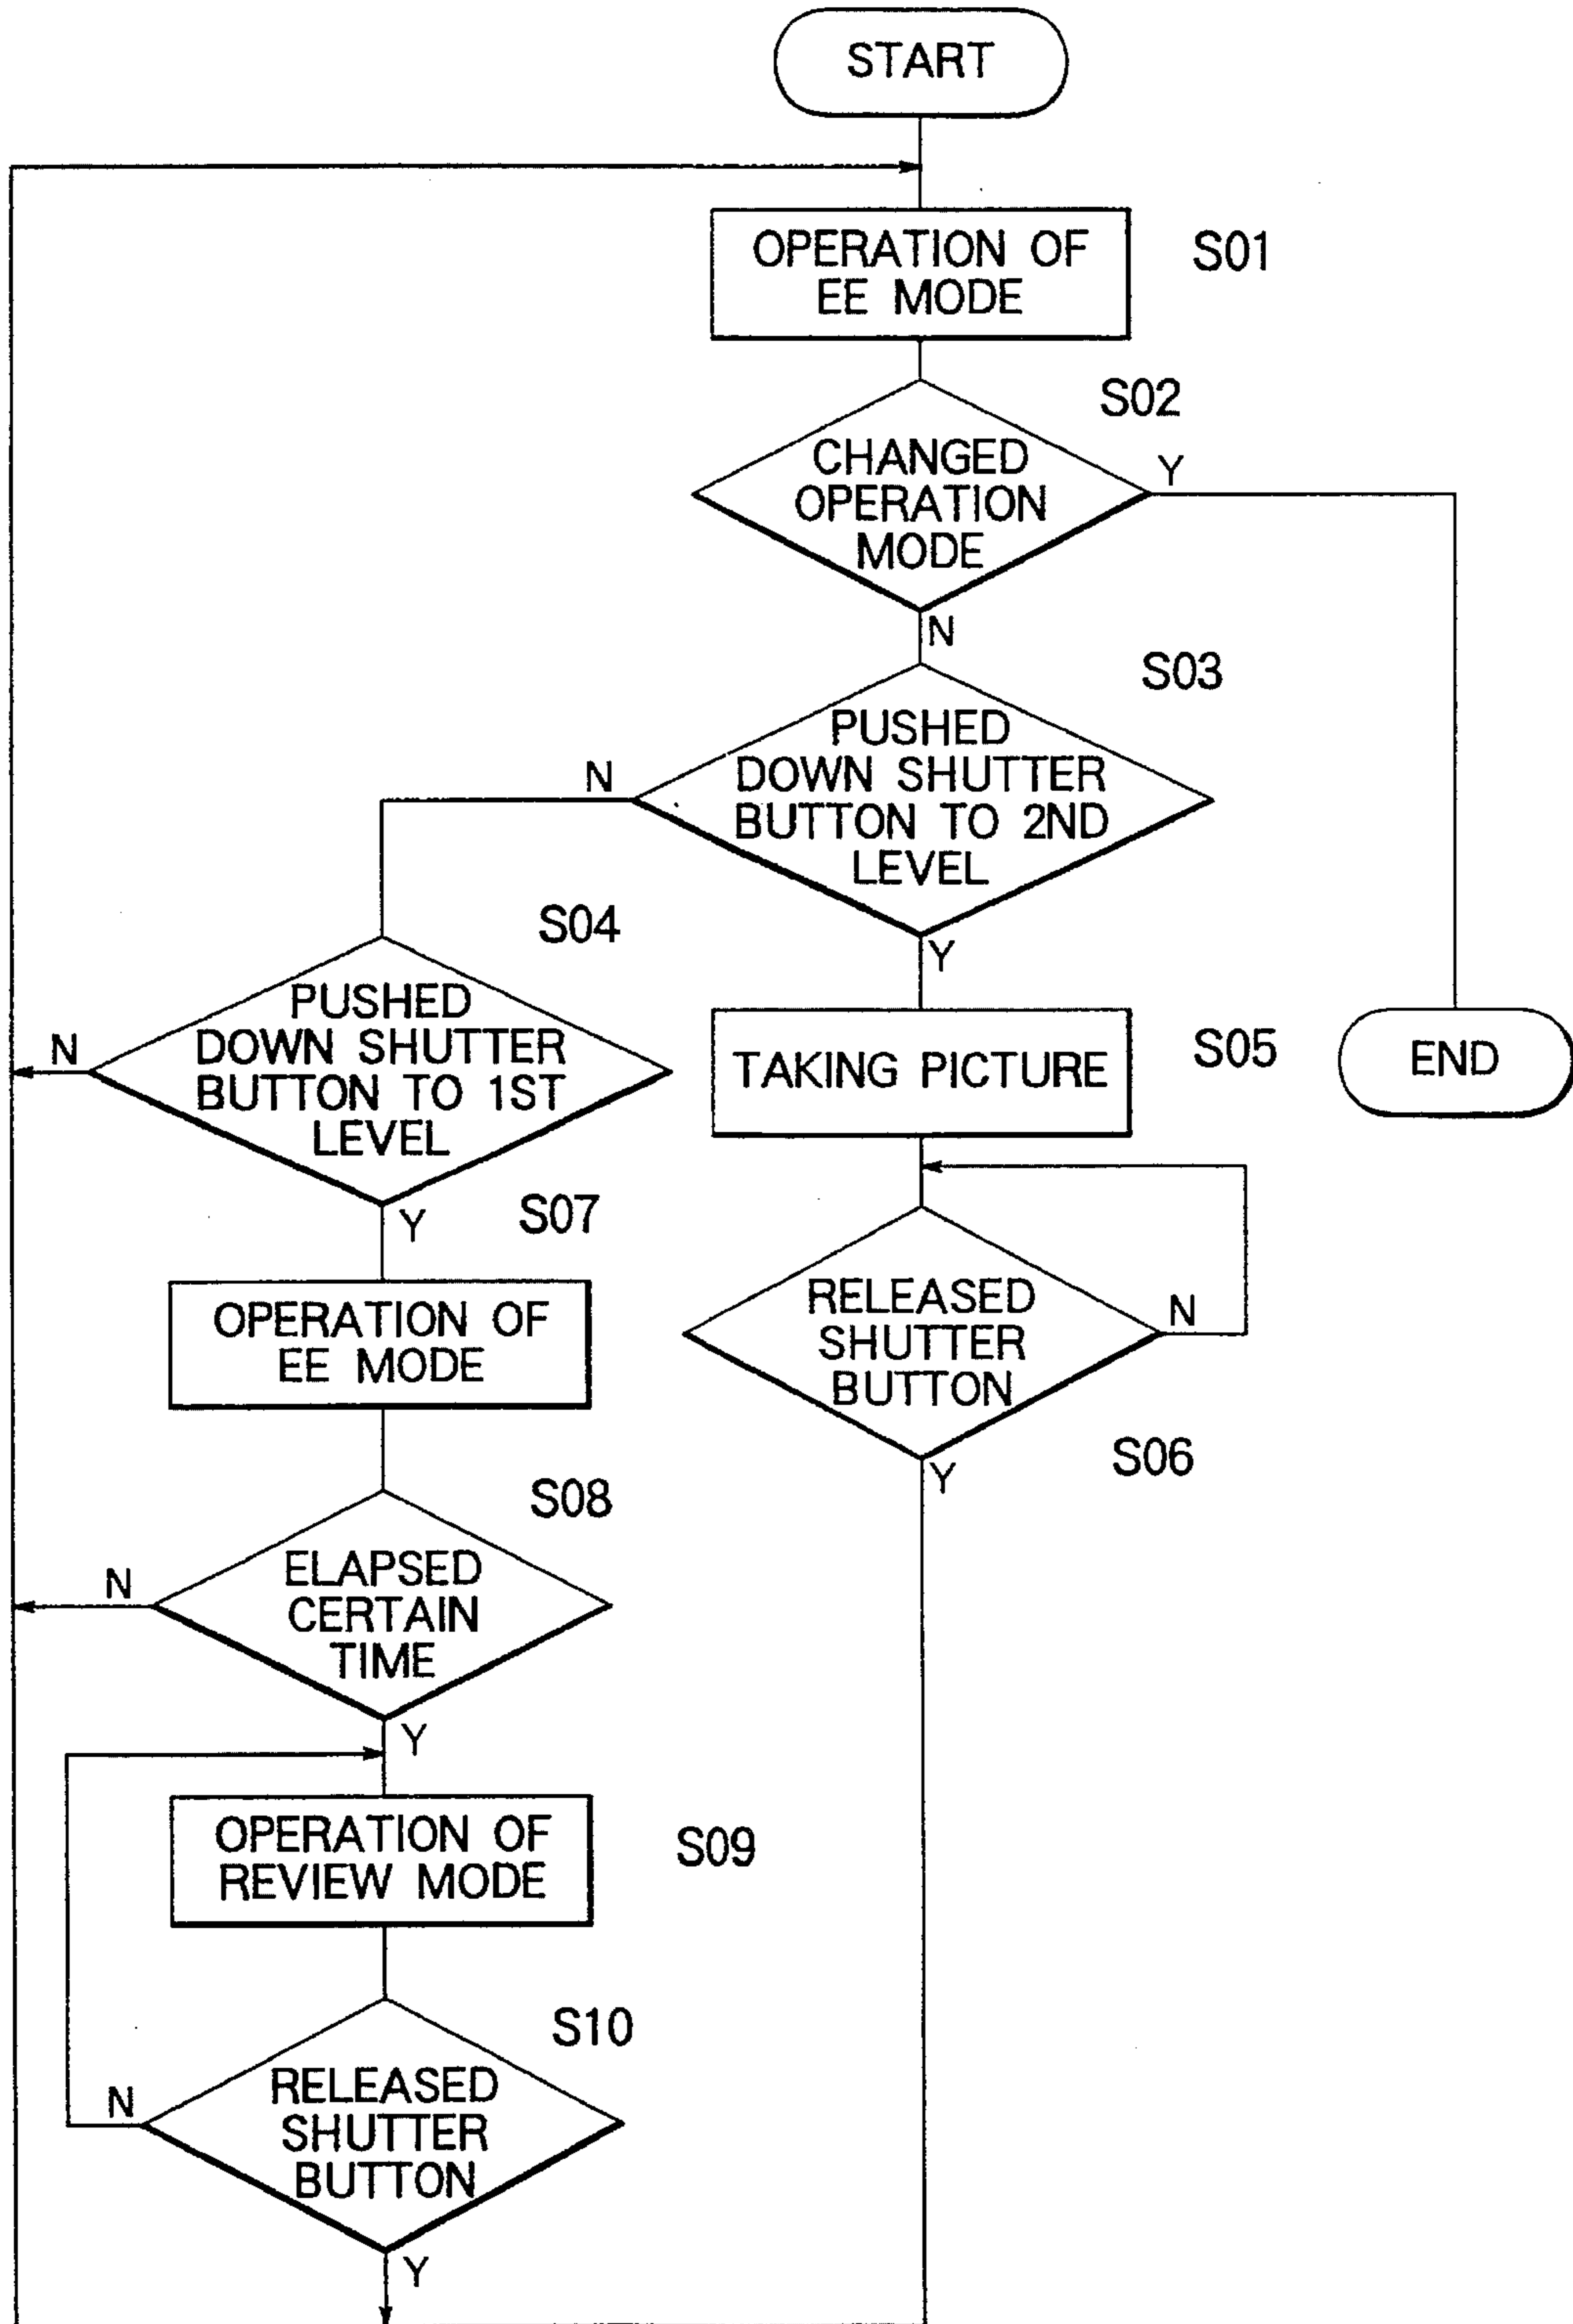 START
OPERATION OF
EE MODE
S01
S02
CHANGED
OPERATION
MODE
Y
N
S03
PUSHED
DOWN SHUTTER
BUTTON TO 2ND
LEVEL
N
Y
S04
PUSHED
DOWN SHUTTER
BUTTON TO 1ST
LEVEL
N
Y
TAKING PICTURE
S05
END
S07
OPERATION OF
EE MODE
RELEASED
SHUTTER
BUTTON
N
S06
Y
S08
ELAPSED
CERTAIN
TIME
N
Y
OPERATION OF
REVIEW MODE
S09
S10
RELEASED
SHUTTER
BUTTON
N
Y